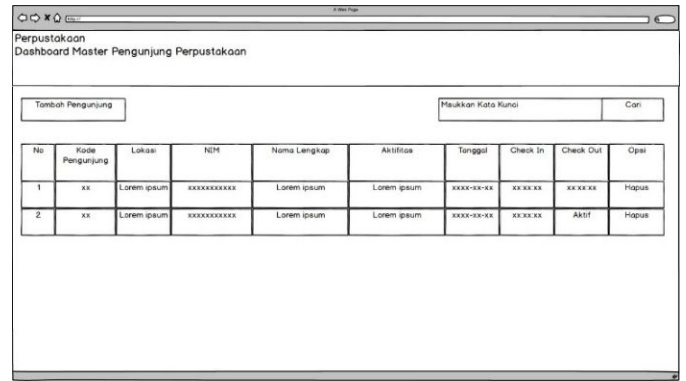 A Web Page
http://
Perpustakaan
Dashboard Master Pengunjung Perpustakaan
Tambah Pengunjung
Maukkan Kata Kunoi
Cari
No Kode Pengunjung Lokasi NIM Nama Lengkap Aktifitas Tanggal Check In Check Out Opsi
1 xx Lorem ipsum xxxxxxxxxxx Lorem ipsum Lorem ipsum xxxx-xx-xx xx:xx:xx xx:xx:xx Hapus
2 xx Lorem ipsum xxxxxxxxxxx Lorem ipsum Lorem ipsum xxxx-xx-xx xx:xx:xx Aktif Hapus